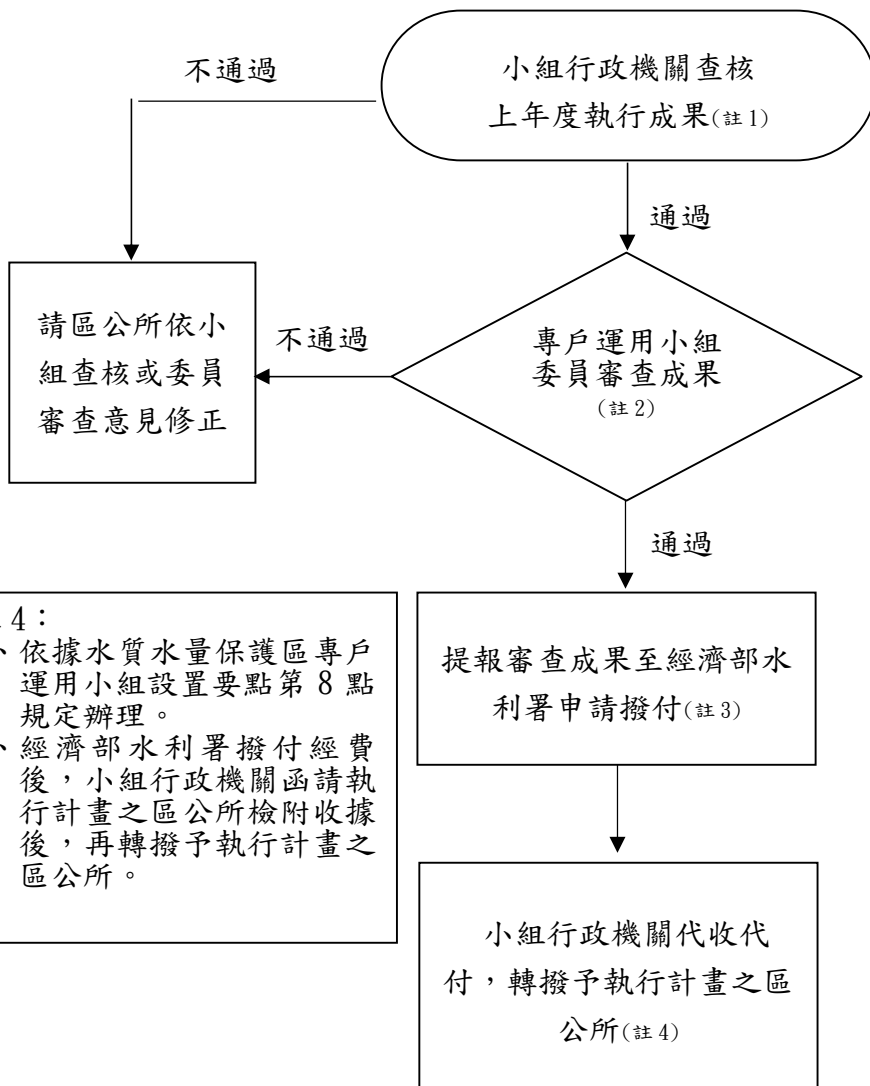 小組行政機關查核
上年度執行成果(註1)
不通過
通過
請區公所依小
組查核或委員
審查意見修正
不通過
專戶運用小組
委員審查成果
(註2)
通過
提報審查成果至經濟部水
利署申請撥付(註3)
小組行政機關代收代
付，轉撥予執行計畫之區
公所(註4)
4：
、依據水質水量保護區專戶
運用小組設置要點第 8 點
規定辦理。
、經濟部水利署撥付經費
後，小組行政機關函請執
行計畫之區公所檢附收據
後，再轉撥予執行計畫之
區公所。